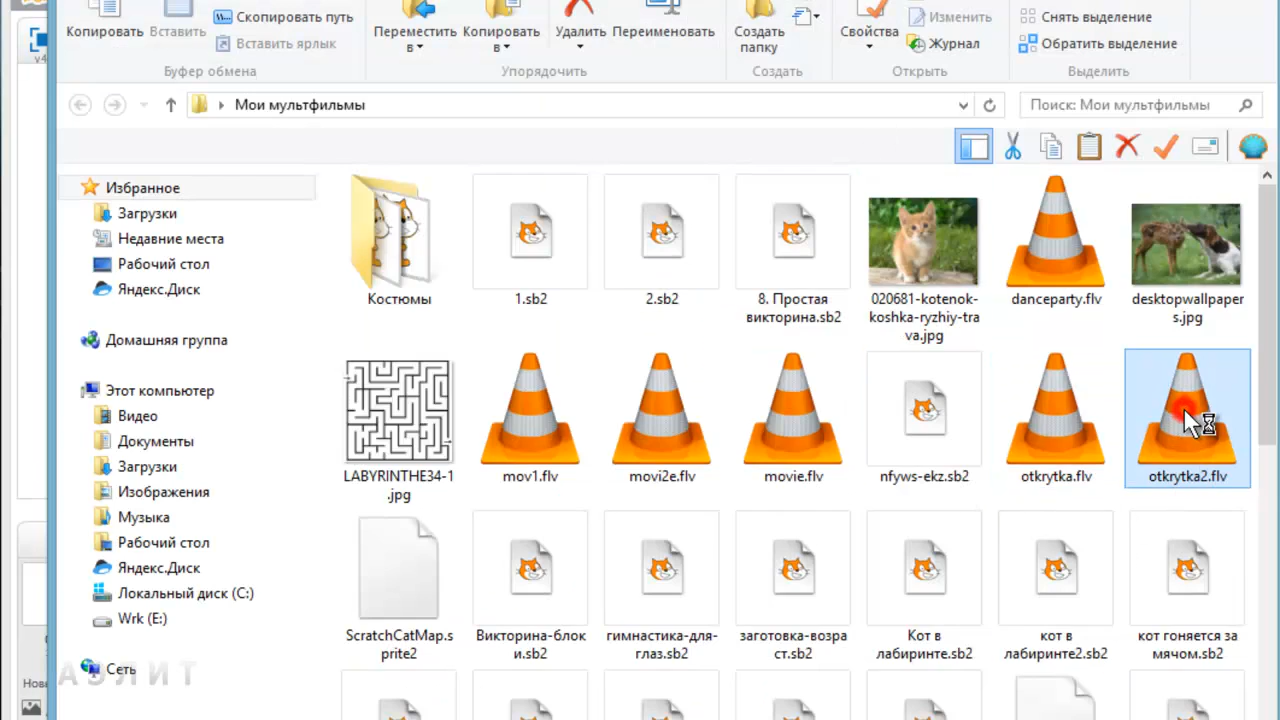 Копировать
Вставить
Скопировать путь
Вставить ярлык
Переместить
в
Копировать
в
Удалить
Переименовать
Создать
папку
Свойства
Изменить
Журнал
Снять выделение
Обратить выделение
Буфер обмена
Упорядочить
Создать
Открыть
Выделить
Мои мультфильмы
Поиск: Мои мультфильмы
Избранное
Загрузки
Недавние места
Рабочий стол
Яндекс.Диск
Домашняя группа
Этот компьютер
Видео
Документы
Загрузки
Изображения
Музыка
Рабочий стол
Яндекс.Диск
Локальный диск (C:)
Wrk (E:)
Сеть
Костюмы
1.sb2
2.sb2
8. Простая
викторина.sb2
020681-kotenok-
koshka-ryzhiy-tra
va.jpg
danceparty.flv
desktopwallpaper
s.jpg
LABYRINTHE34-1
.jpg
mov1.flv
movi2e.flv
movie.flv
nfyws-ekz.sb2
otkrytka.flv
otkrytka2.flv
ScratchCatMap.s
prite2
Викторина-блок
и.sb2
гимнастика-для-
глаз.sb2
заготовка-возра
ст.sb2
Кот в
лабиринте.sb2
кот в
лабиринте2.sb2
кот гоняется за
мячом.sb2
v4
Нов
АЭЛИТ